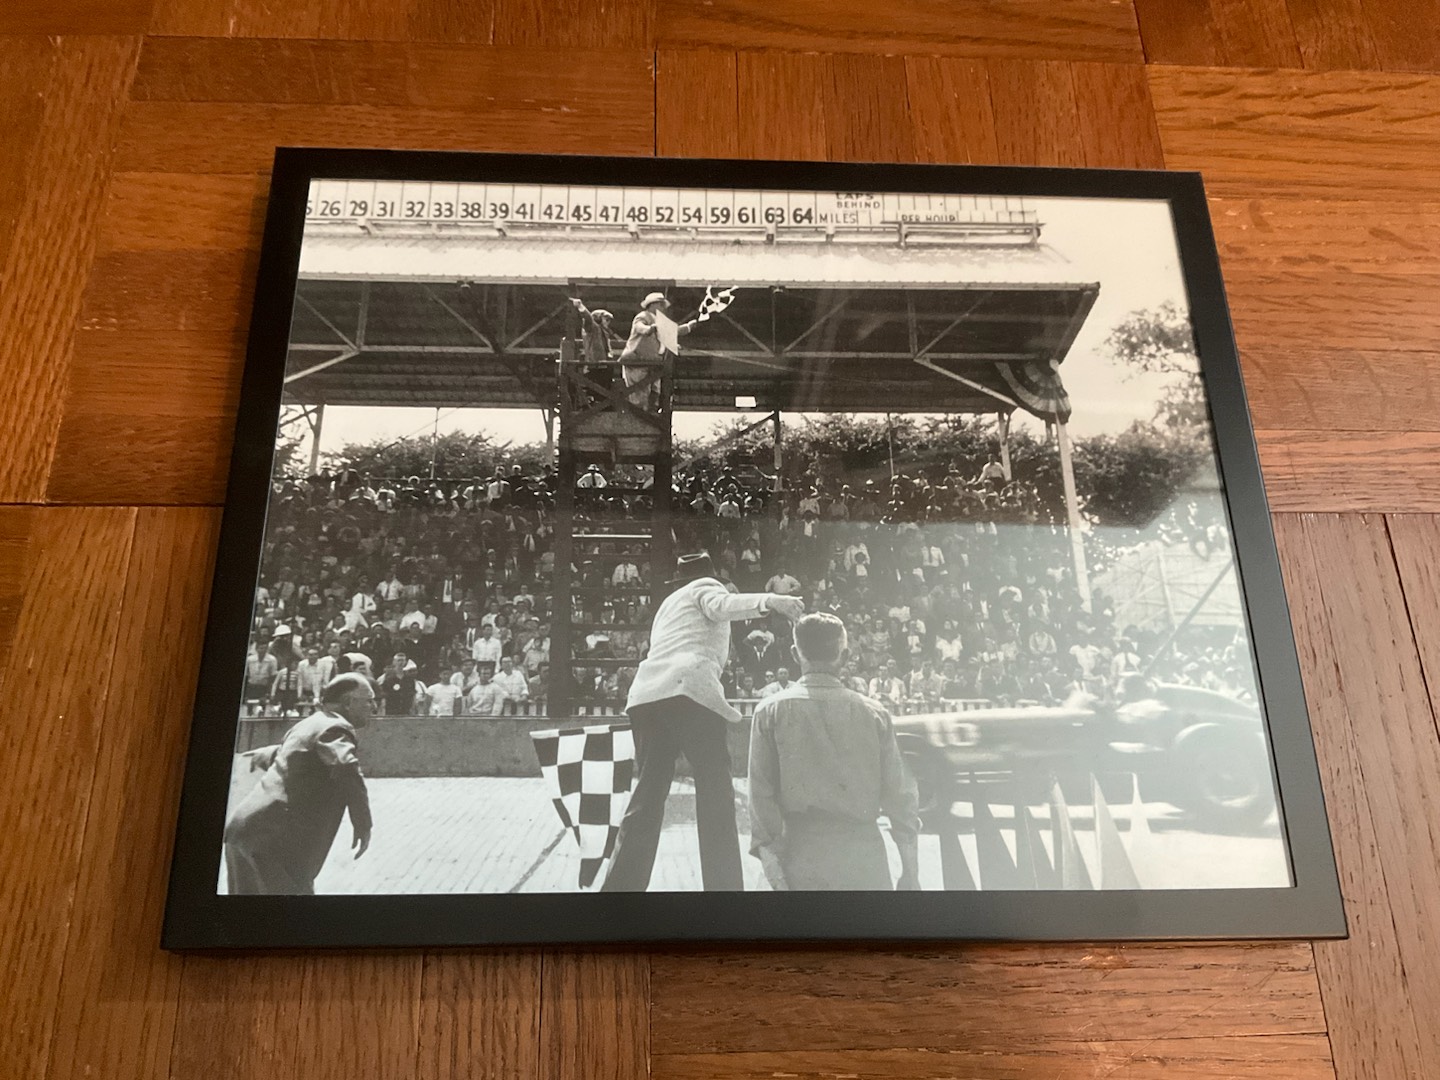 LAPS
BEHIND
26 29 31 32 33 38 39 41 42 45 47 48 52 54 59 61 63 64 MILES PER HOUR
16